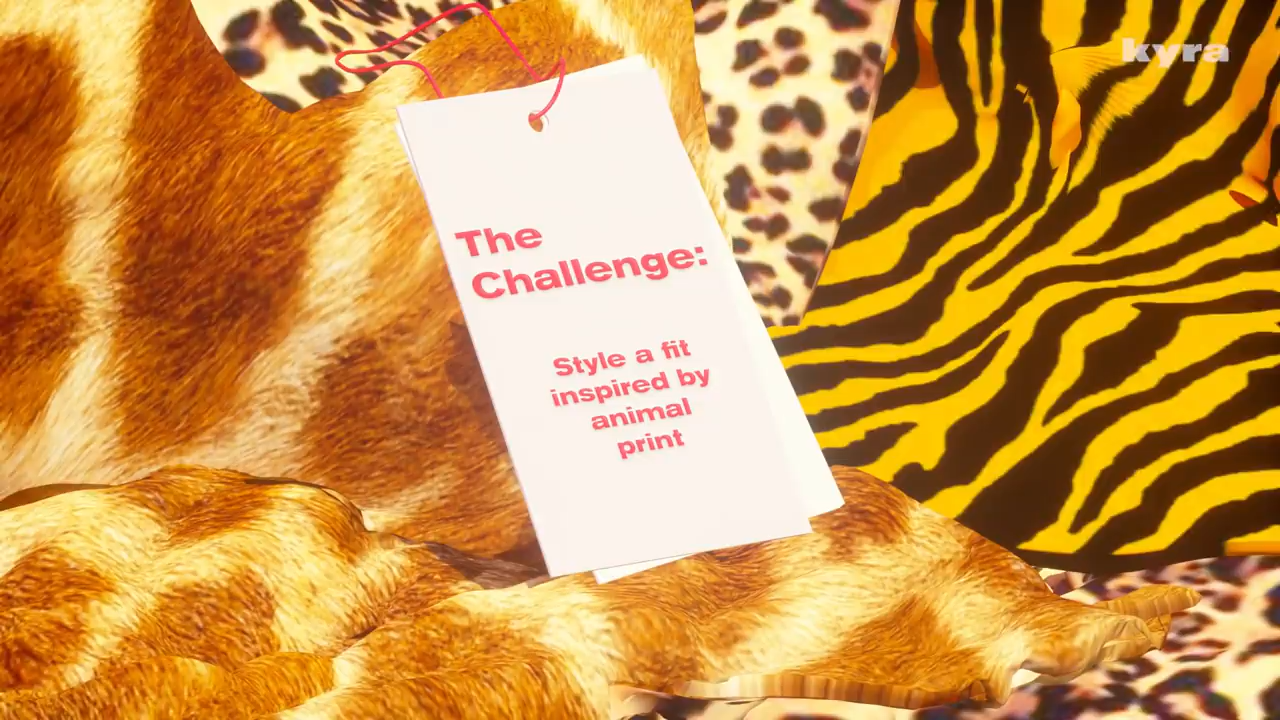 kyra
The
Challenge:
Style a fit
inspired by
animal
print